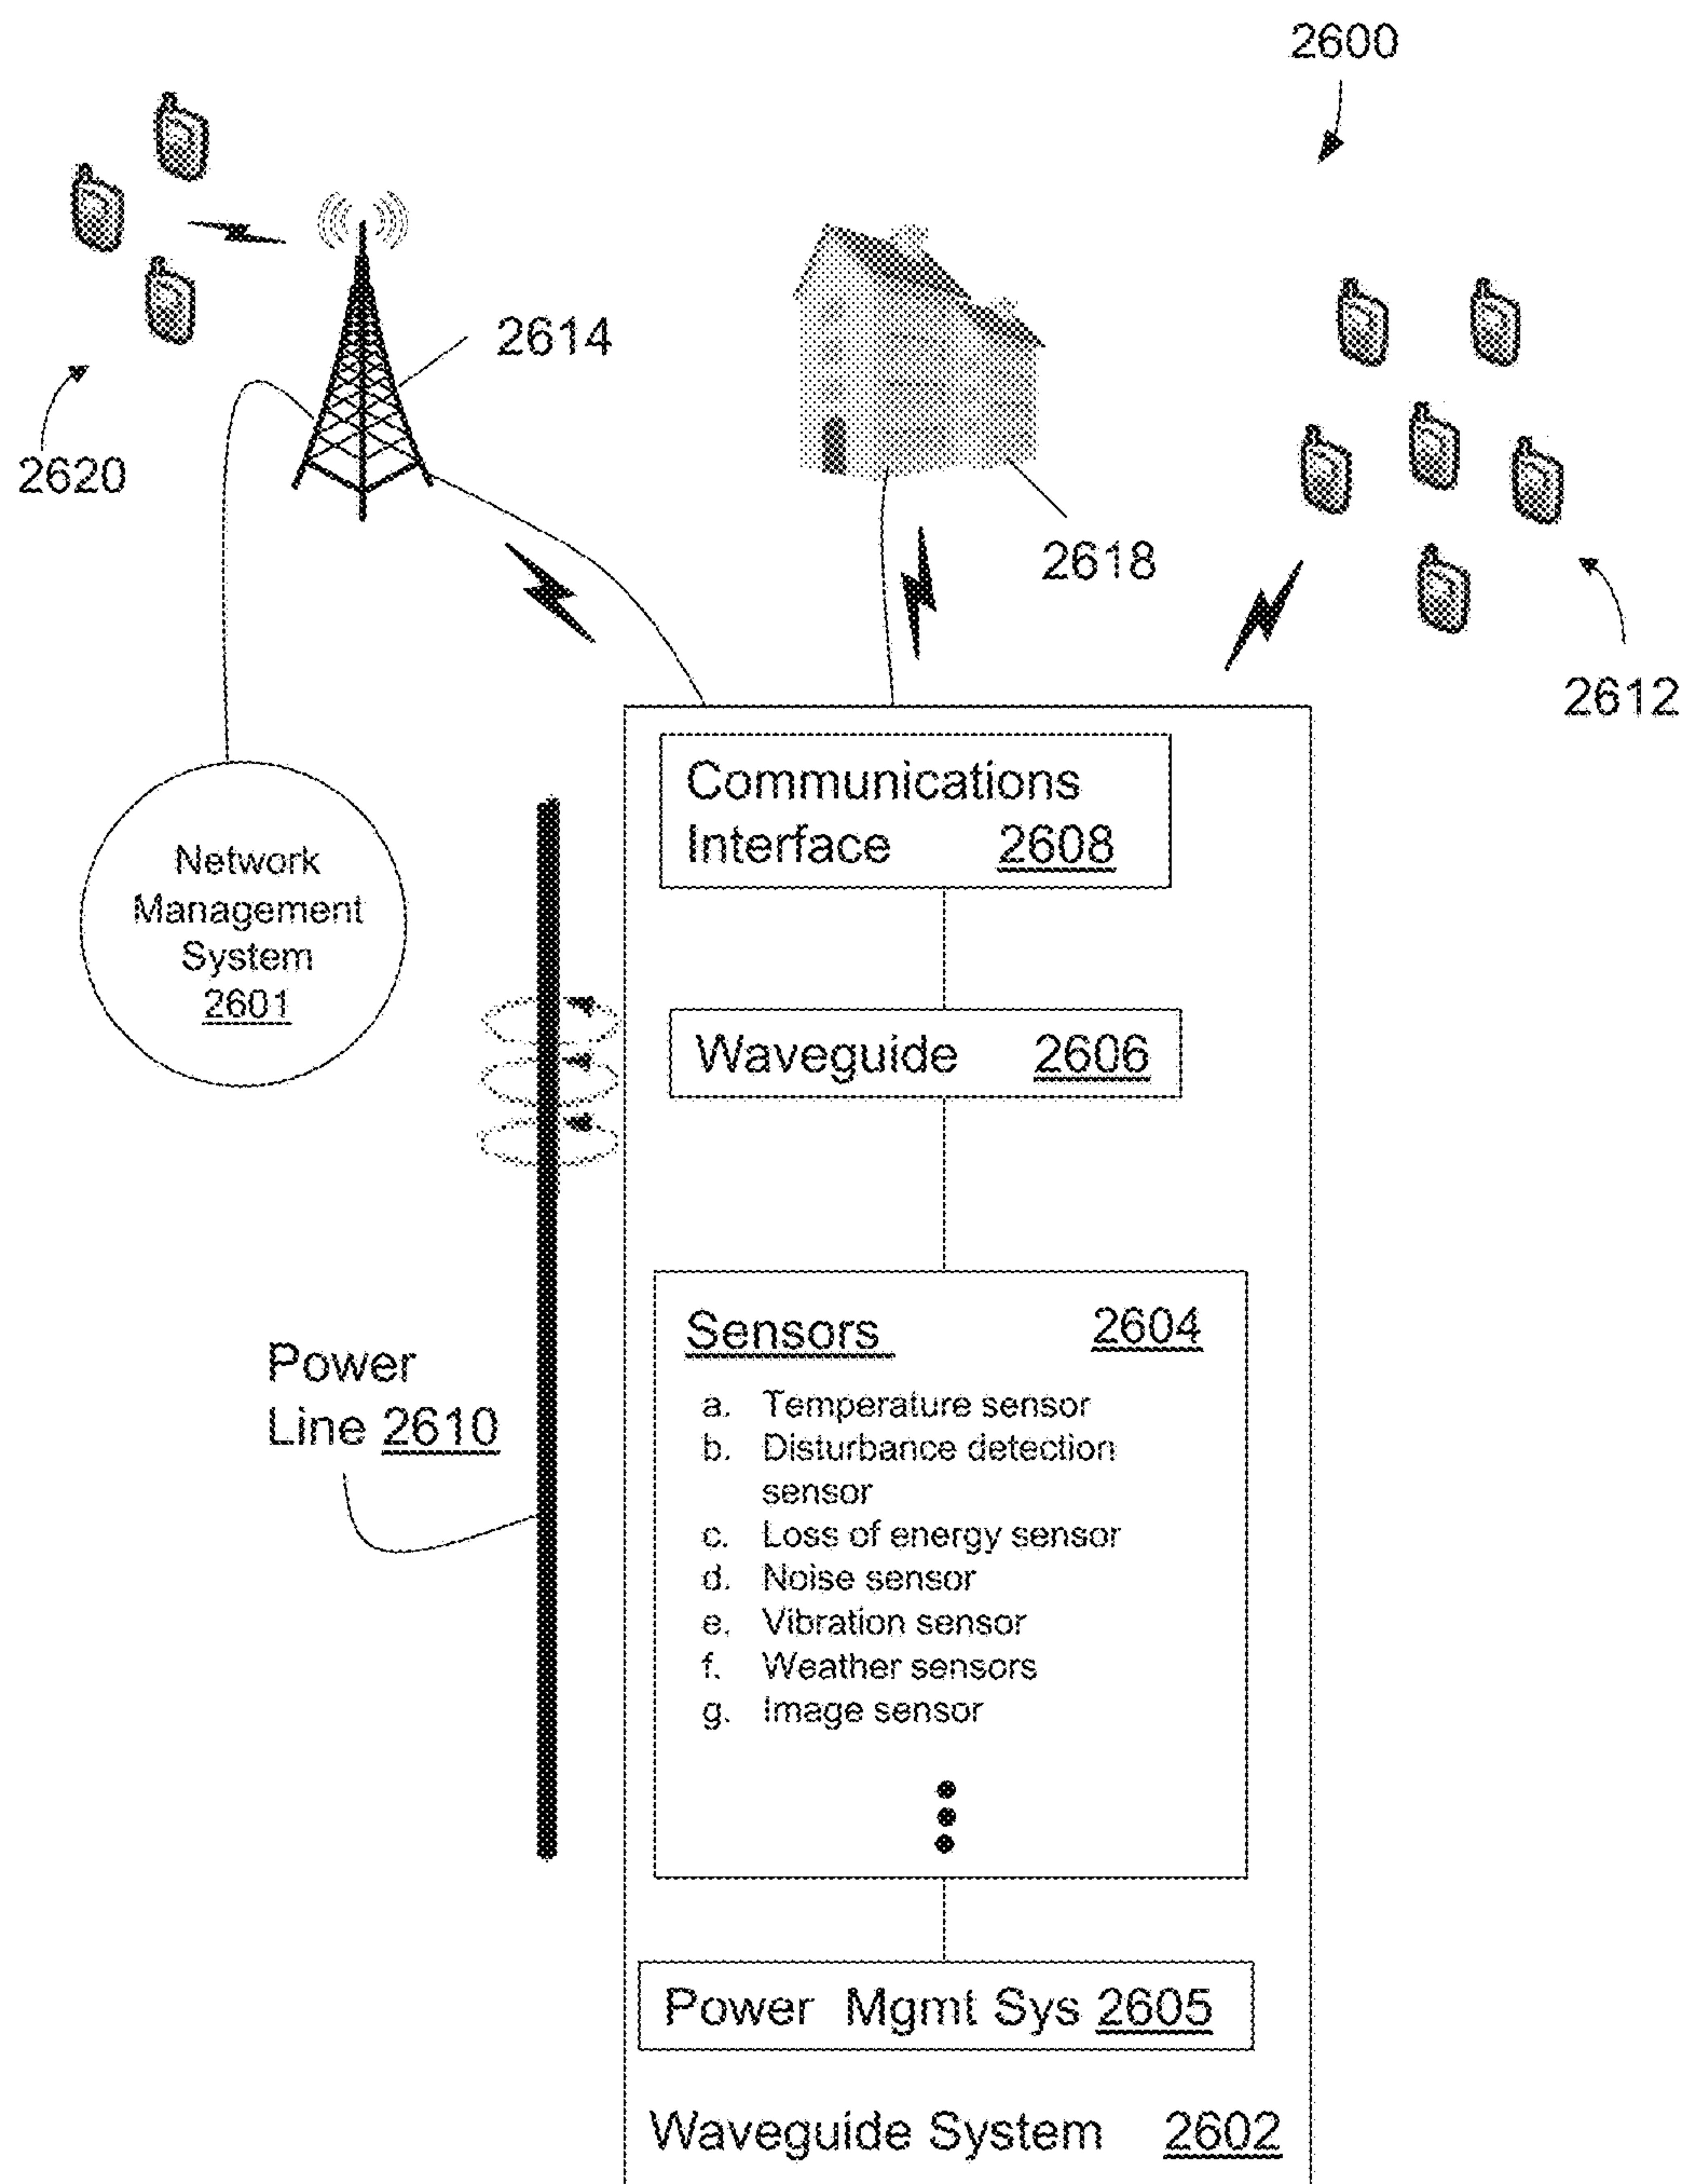 2600
2614
2620
2618
2612
Communications
Interface 2608
Network
Management
System
2601
Waveguide 2606
Power
Line 2610
Sensors 2604
a. Temperature sensor
b. Disturbance detection
sensor
c. Loss of energy sensor
d. Noise sensor
e. Vibration sensor
f. Weather sensors
g. Image sensor
Power Mgmt Sys 2605
Waveguide System 2602